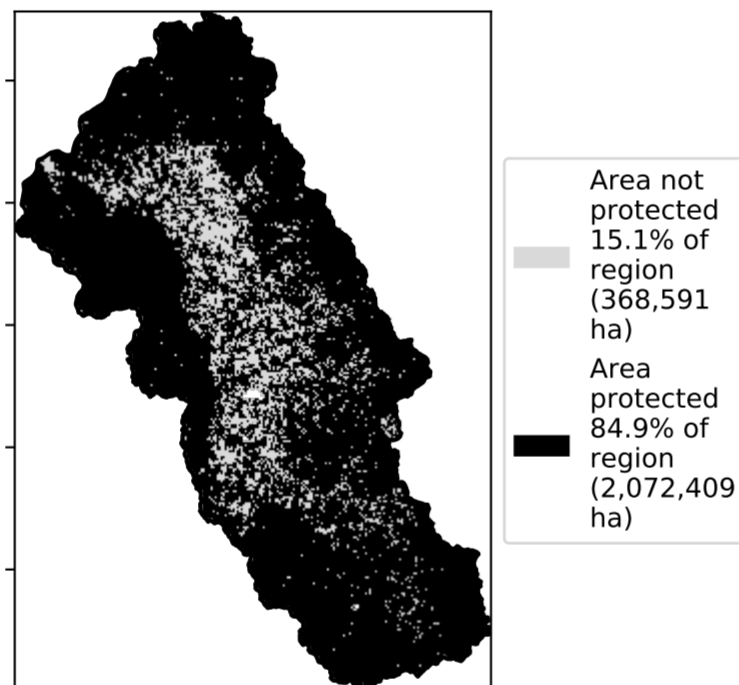 Area not
protected
15.1% of
region
(368,591
ha)
Area
protected
84.9% of
region
(2,072,409
ha)